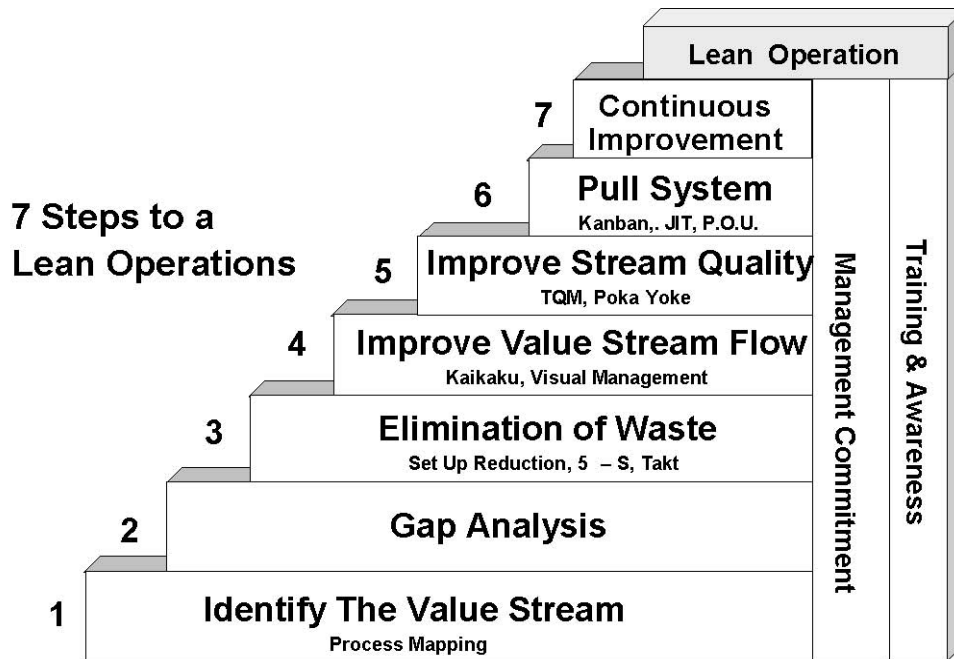 Lean Operation
7
Continuous
Improvement
6
Pull System
Kanban,. JIT, P.O.U.
7 Steps to a
Lean Operations
5
Improve Stream Quality
TQM, Poka Yoke
4
Improve Value Stream Flow
Kaikaku, Visual Management
3
Elimination of Waste
Set Up Reduction, 5 – S, Takt
2
Gap Analysis
1
Identify The Value Stream
Process Mapping
Management Commitment
Training & Awareness